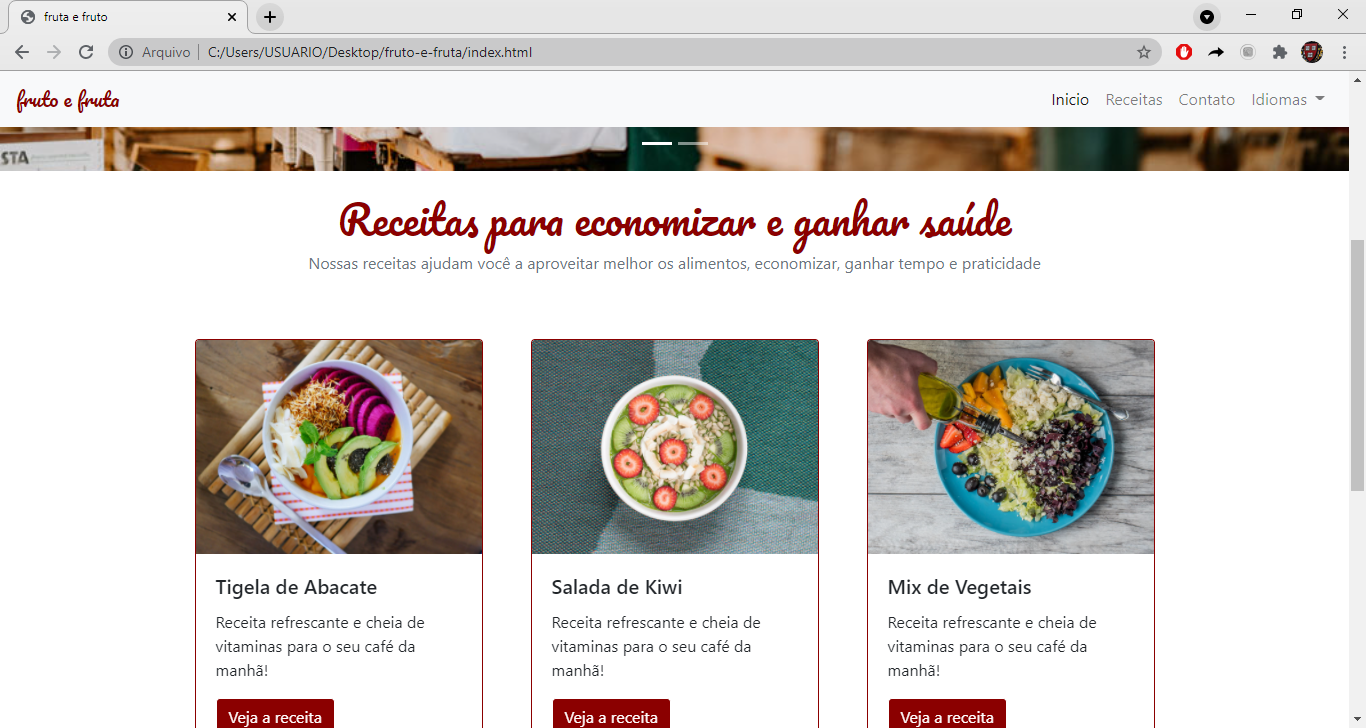 fruta e fruto
Arquivo
C:/Users/USUARIO/Desktop/fruto-e-fruta/index.html
fruto e fruta
Inicio
Receitas
Contato
Idiomas
STA
Receitas para economizar e ganhar saúde
Nossas receitas ajudam você a aproveitar melhor os alimentos, economizar, ganhar tempo e praticidade
Tigela de Abacate
Receita refrescante e cheia de
vitaminas para o seu café da
manhã!
Veja a receita
Salada de Kiwi
Receita refrescante e cheia de
vitaminas para o seu café da
manhã!
Veja a receita
Mix de Vegetais
Receita refrescante e cheia de
vitaminas para o seu café da
manhã!
Veja a receita